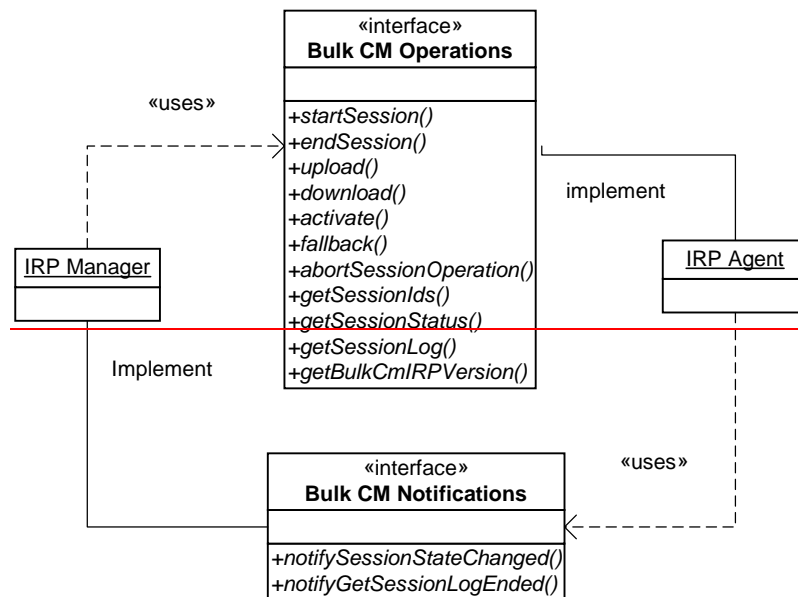 «interface»
Bulk CM Operations
«uses»
+startSession()
+endSession()
+upload()
+download()
+activate()
+fallback()
+abortSessionOperation()
+getSessionIds()
+getSessionStatus()
+getSessionLog()
+getBulkCmIRPVersion()
implement
IRP Manager
IRP Agent
Implement
«uses»
«interface»
Bulk CM Notifications
+notifySessionStateChanged()
+notifyGetSessionLogEnded()